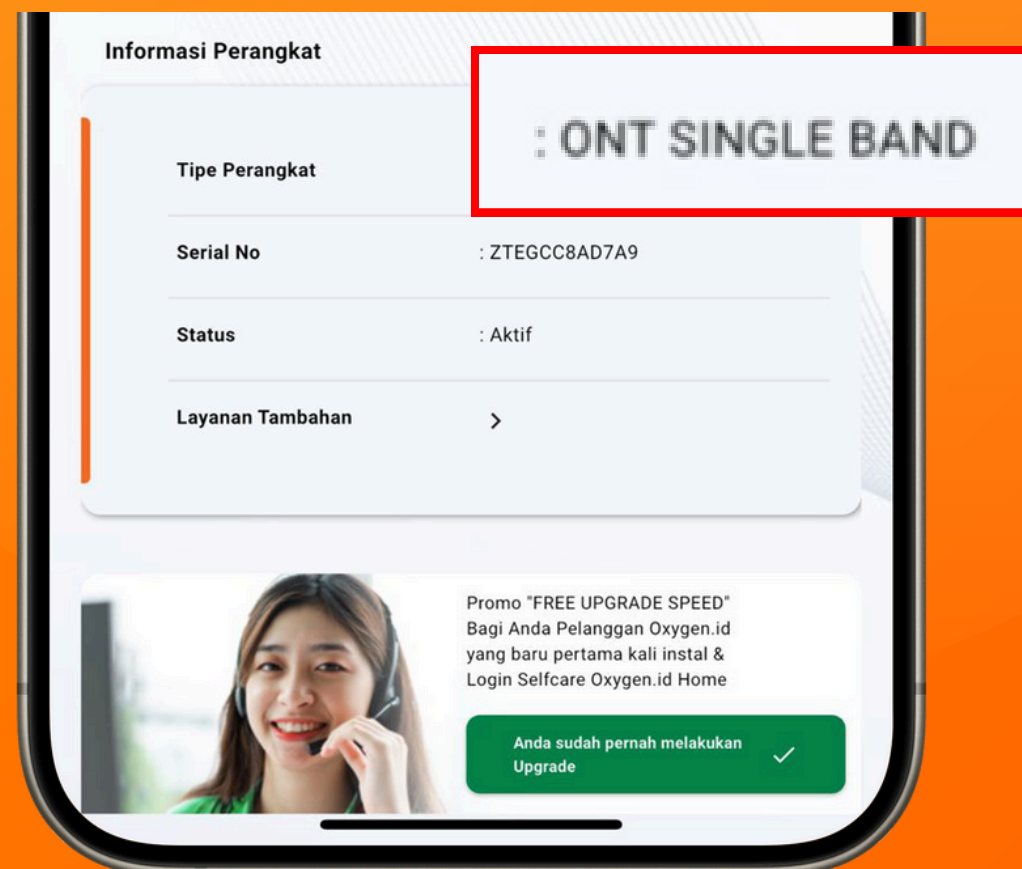 Informasi Perangkat
Tipe Perangkat : ONT SINGLE BAND
Serial No : ZTEGCC8AD7A9
Status : Aktif
Layanan Tambahan >
Promo "FREE UPGRADE SPEED"
Bagi Anda Pelanggan Oxygen.id
yang baru pertama kali instal &
Login Selfcare Oxygen.id Home
Anda sudah pernah melakukan
Upgrade